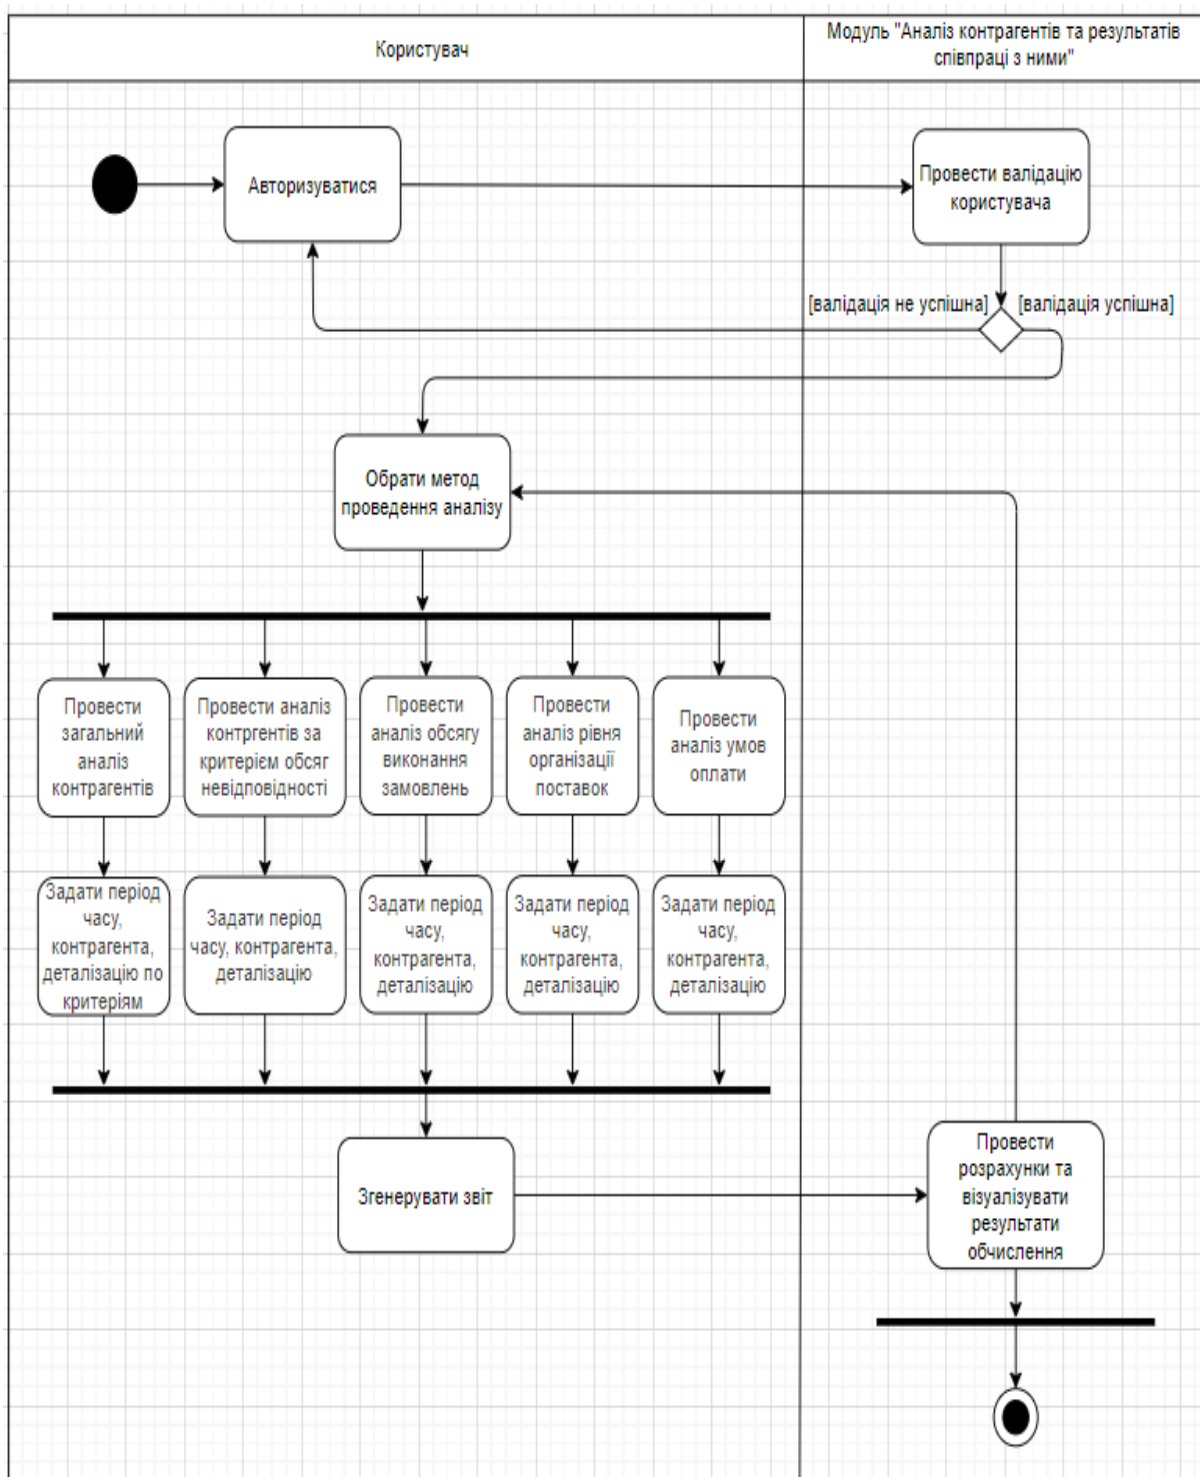 Користувач
Модуль "Аналіз контрагентів та результатів
співпраці з ними"
Авторизуватися
Провести валідацію
користувача
[валідація не успішна]
[валідація успішна]
Обрати метод
проведення аналізу
Провести
загальний
аналіз
контрагентів
Провести аналіз
контргентів за
критерієм обсяг
невідповідності
Провести
аналіз обсягу
виконання
замовлень
Провести
аналіз рівня
організації
поставок
Провести
аналіз умов
оплати
Задати період
часу,
контрагента,
деталізацію по
критеріям
Задати період
часу, контрагента,
деталізацію
Задати період
часу,
контрагента,
деталізацію
Задати період
часу,
контрагента,
деталізацію
Задати період
часу,
контрагента,
деталізацію
Згенерувати звіт
Провести
розрахунки та
візуалізувати
результати
обчислення